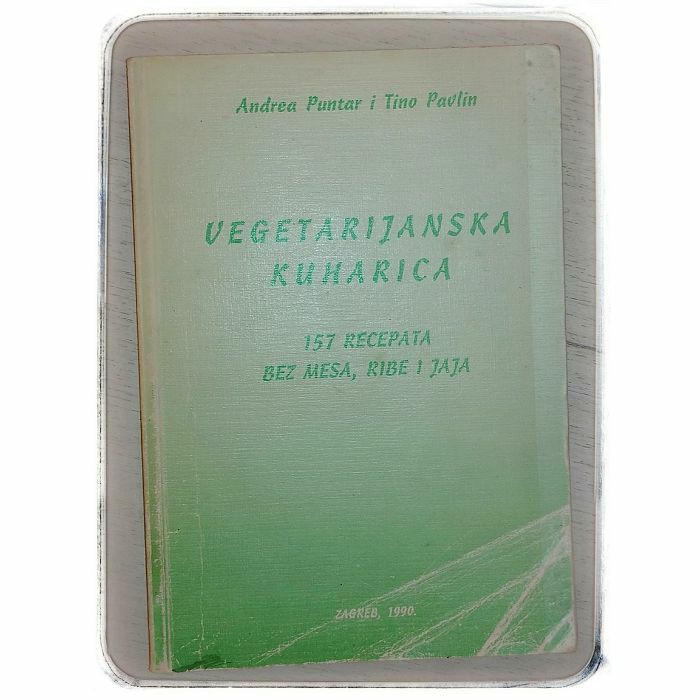 Andrea Puntar i Tino Pavlin
VEGETARIJANSKA
KUHARICA
157 RECEPATA
BEZ MESA, RIBE I JAJA
ZAGREB, 1990.